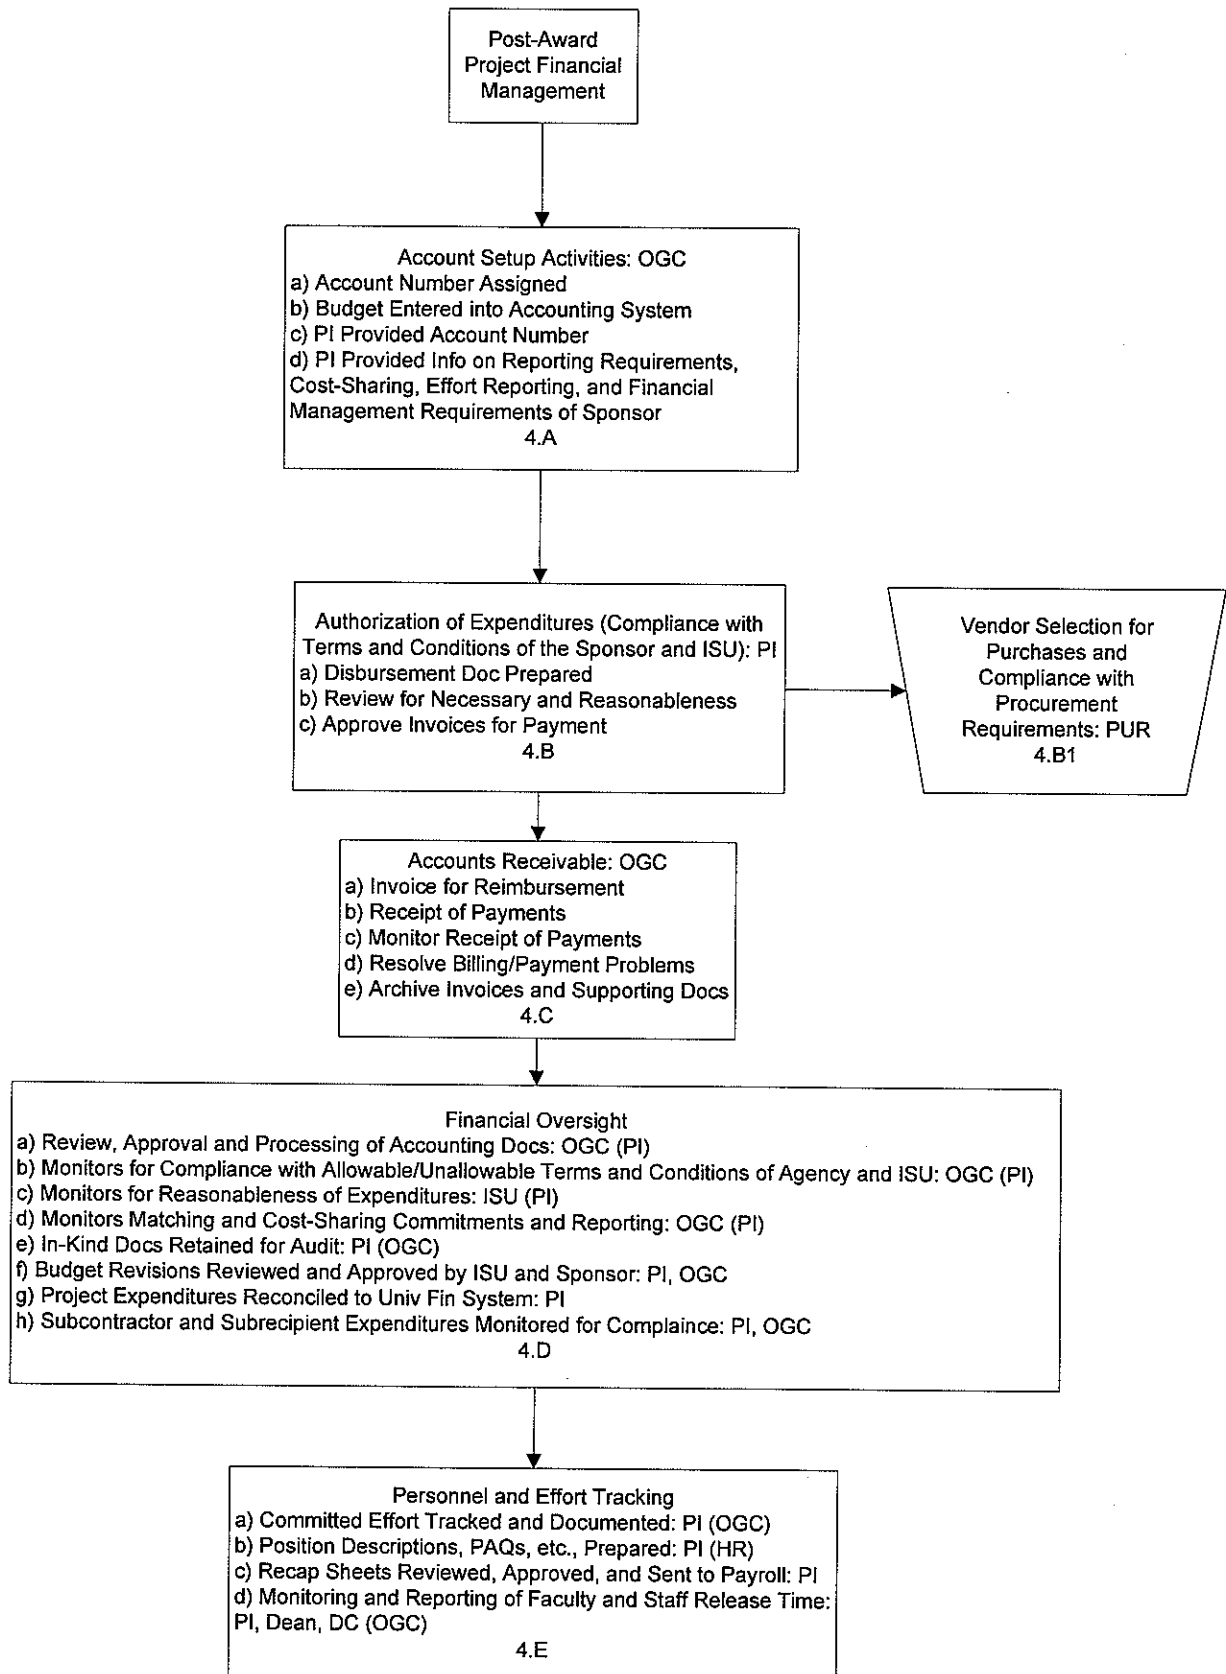 Post-Award
Project Financial
Management
Account Setup Activities: OGC
a) Account Number Assigned
b) Budget Entered into Accounting System
c) PI Provided Account Number
d) PI Provided Info on Reporting Requirements,
Cost-Sharing, Effort Reporting, and Financial
Management Requirements of Sponsor
4.A
Authorization of Expenditures (Compliance with
Terms and Conditions of the Sponsor and ISU): PI
a) Disbursement Doc Prepared
b) Review for Necessary and Reasonableness
c) Approve Invoices for Payment
4.B
Vendor Selection for
Purchases and
Compliance with
Procurement
Requirements: PUR
4.B1
Accounts Receivable: OGC
a) Invoice for Reimbursement
b) Receipt of Payments
c) Monitor Receipt of Payments
d) Resolve Billing/Payment Problems
e) Archive Invoices and Supporting Docs
4.C
Financial Oversight
a) Review, Approval and Processing of Accounting Docs: OGC (PI)
b) Monitors for Compliance with Allowable/Unallowable Terms and Conditions of Agency and ISU: OGC (PI)
c) Monitors for Reasonableness of Expenditures: ISU (PI)
d) Monitors Matching and Cost-Sharing Commitments and Reporting: OGC (PI)
e) In-Kind Docs Retained for Audit: PI (OGC)
f) Budget Revisions Reviewed and Approved by ISU and Sponsor: PI, OGC
g) Project Expenditures Reconciled to Univ Fin System: PI
h) Subcontractor and Subrecipient Expenditures Monitored for Complaince: PI, OGC
4.D
Personnel and Effort Tracking
a) Committed Effort Tracked and Documented: PI (OGC)
b) Position Descriptions, PAQs, etc., Prepared: PI (HR)
c) Recap Sheets Reviewed, Approved, and Sent to Payroll: PI
d) Monitoring and Reporting of Faculty and Staff Release Time:
PI, Dean, DC (OGC)
4.E